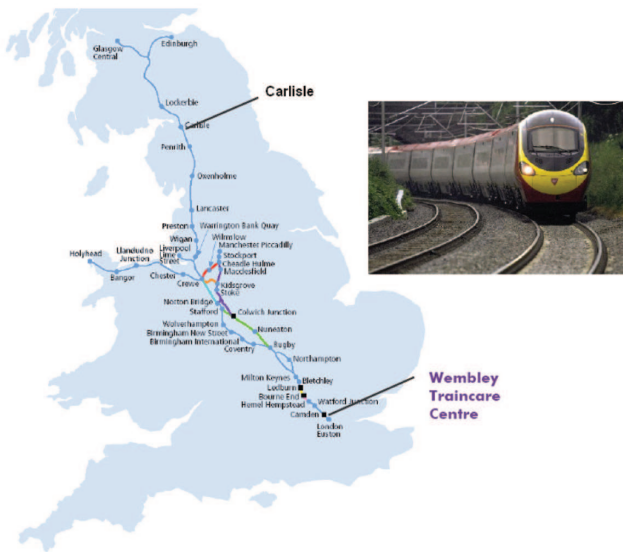 Edinburgh
Glasgow
Central
Lockerbie
Carlisle
Carlisle
Penrith
Oxenholme
Lancaster
Preston
Warrington Bank Quay
Wigan
Wilmslow
Manchester Piccadilly
Liverpool
Lime
Street
Stockport
Cheadle Hulme
Macclesfield
Holyhead
Llandudno
Junction
Bangor
Chester
Crewe
Kidsgrove
Stoke
Norton Bridge
Stafford
Colwich Junction
Wolverhampton
Nuneaton
Birmingham New Street
Birmingham International
Coventry
Rugby
Northampton
Milton Keynes
Bletchley
Ledburn
Bourne End
Hemel Hempstead
Watford Junction
Camden
London
Euston
Wembley
Traincare
Centre